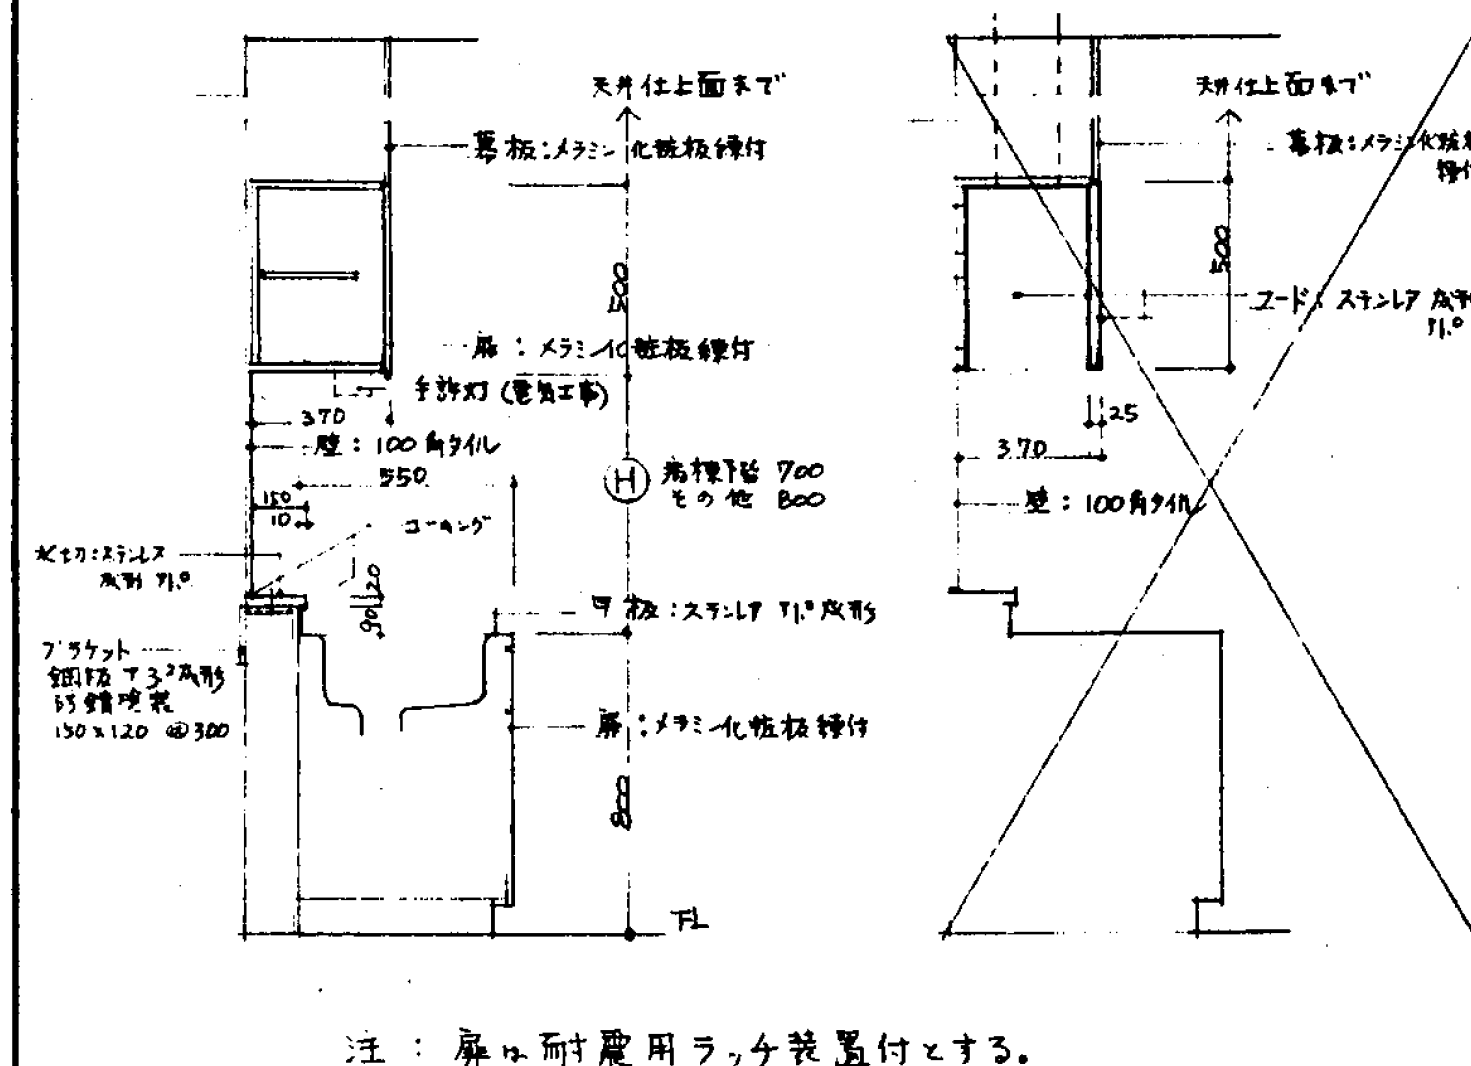 天井仕上面まで
幕板:メラミン化粧板練付
500
扉:メラミン化粧板練付
手許灯(電気工事)
370
壁:100角タイル
550
150
10
コーキング
水切:ステンレス
成形 T1.0
20
90
H
病棟下階 700
その他 800
甲板:ステンレス T1.0 成形
ブラケット
鋼板 T3.2成形
防錆塗装
150x120 @300
扉:メラミン化粧板練付
800
FL
天井仕上面まで
幕板:メラミン化粧板
練付
500
フード:ステンレス 成形
T1.0
25
370
壁:100角タイル
注:扉は耐震用ラッチ装置付とする。